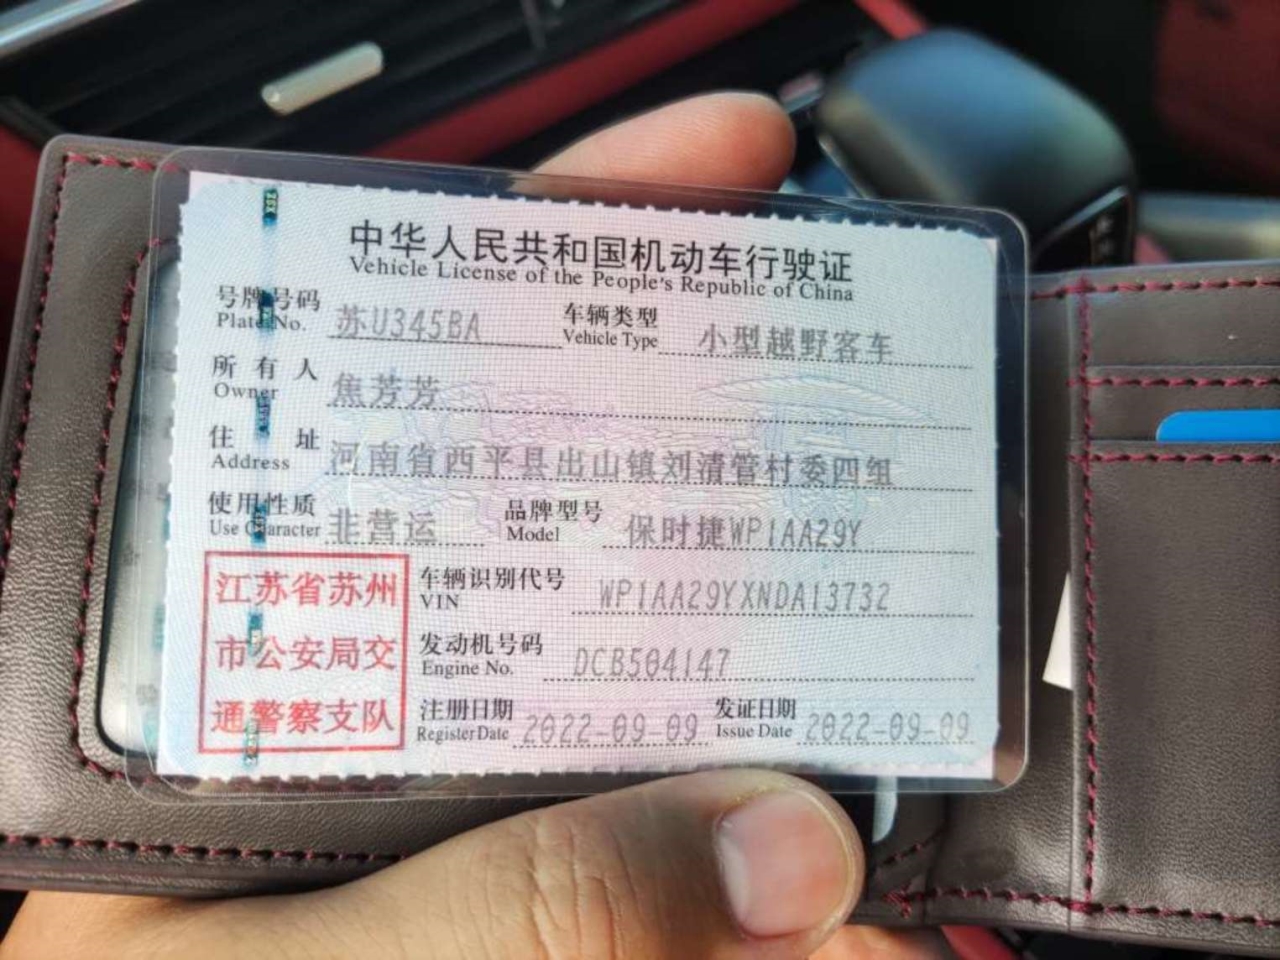 中华人民共和国机动车行驶证
Vehicle License of the People's Republic of China
号牌号码 苏U345BA 车辆类型 小型越野客车
Plate No. Vehicle Type
所有人 焦芳芳
Owner
住址 河南省西平县出山镇刘清管村委四组
Address
使用性质 非营运 品牌型号 保时捷WP1AA29Y
Use Character Model
江苏省苏州
市公安局交
通警察支队
车辆识别代号 WP1AA29YXNDA13732
VIN
发动机号码 DCB504147
Engine No.
注册日期 2022-09-09 发证日期 2022-09-09
Register Date Issue Date